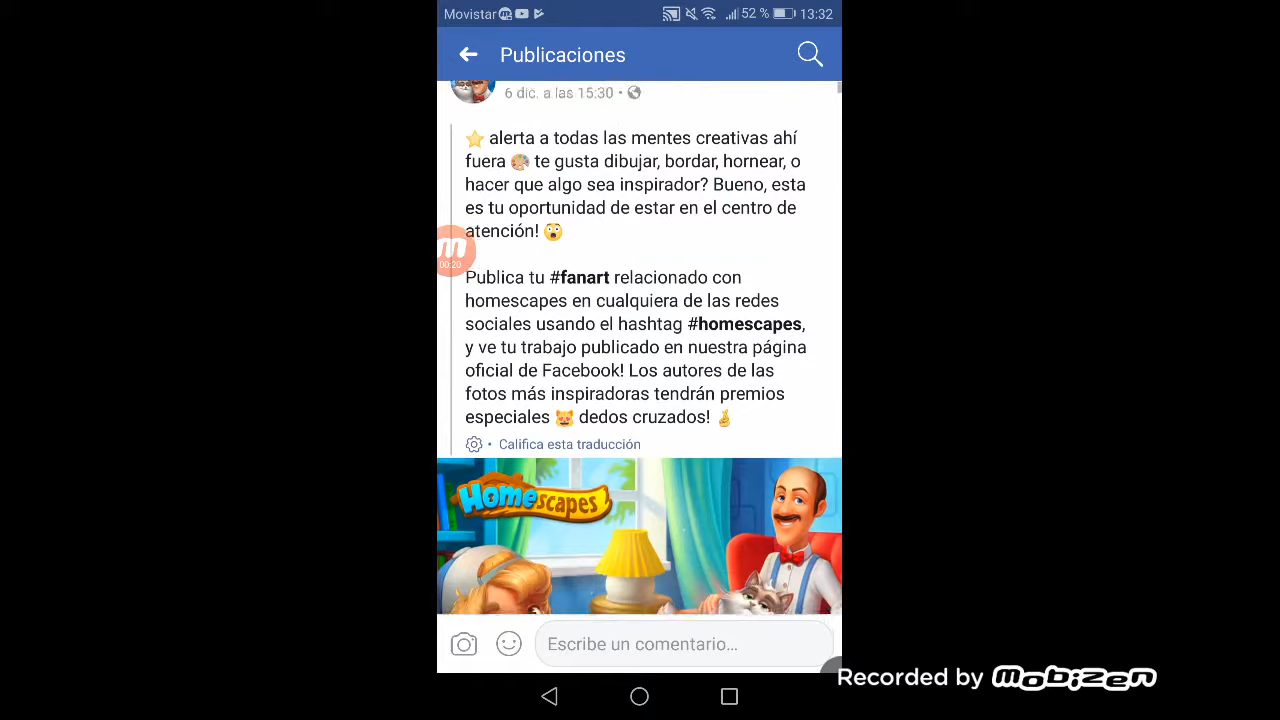 Movistar 52 % 13:32
Publicaciones
6 dic. a las 15:30 •
alerta a todas las mentes creativas ahí
fuera te gusta dibujar, bordar, hornear, o
hacer que algo sea inspirador? Bueno, esta
es tu oportunidad de estar en el centro de
atención!
00:20
Publica tu #fanart relacionado con
homescapes en cualquiera de las redes
sociales usando el hashtag #homescapes,
y ve tu trabajo publicado en nuestra página
oficial de Facebook! Los autores de las
fotos más inspiradoras tendrán premios
especiales dedos cruzados!
• Califica esta traducción
Homescapes
Escribe un comentario...
Recorded by mobizen